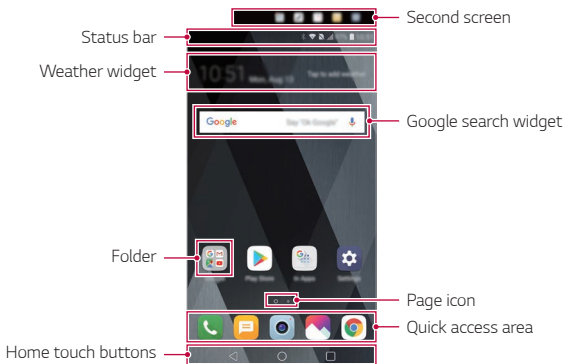 Second screen
Status bar
Weather widget
10:51 Mon, Aug 13
Tap to add weather
Google Say "Ok Google"
Google search widget
Folder
Play Store
Settings
Page icon
Quick access area
Home touch buttons